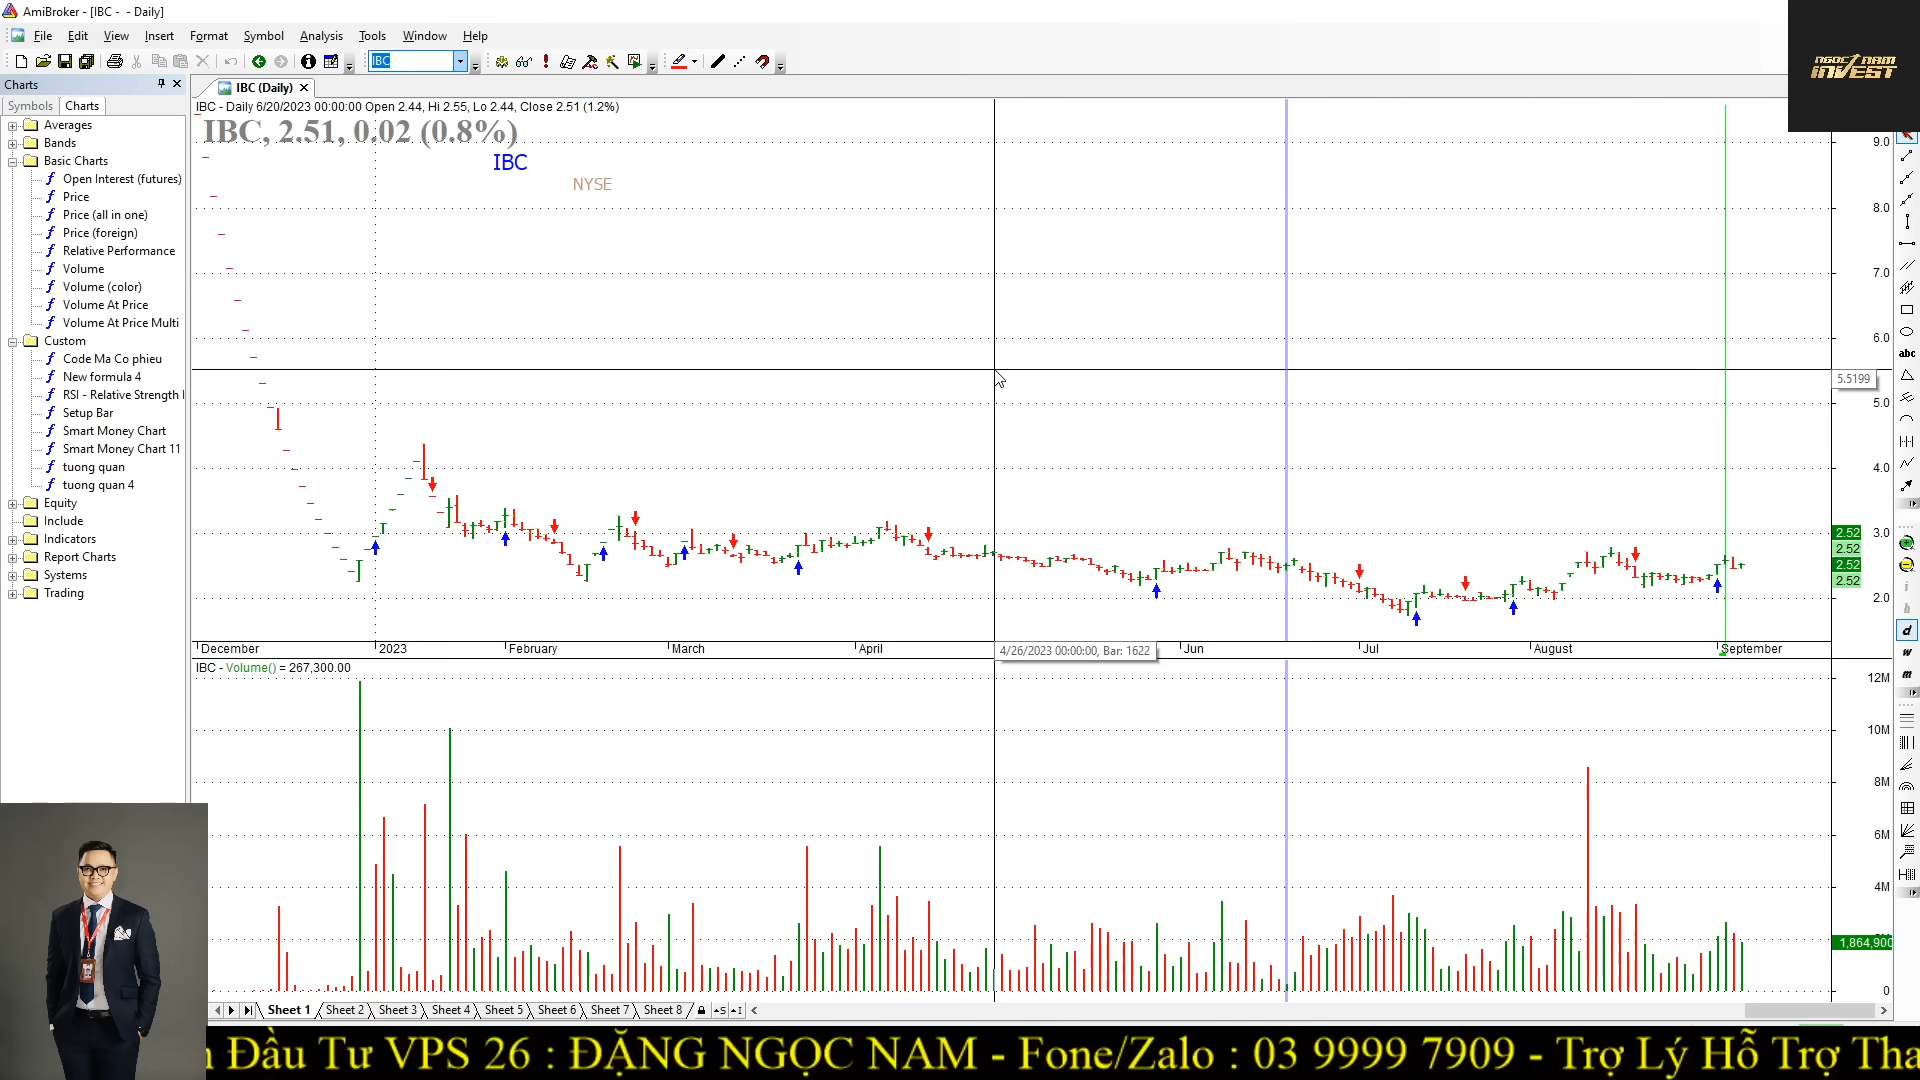 AmiBroker - [IBC - - Daily]
File Edit View Insert Format Symbol Analysis Tools Window Help
IBC
Charts
Symbols Charts
Averages
Bands
Basic Charts
Open Interest (futures)
Price
Price (all in one)
Price (foreign)
Relative Performance
Volume
Volume (color)
Volume At Price
Volume At Price Multi
Custom
Code Ma Co phieu
New formula 4
RSI - Relative Strength I
Setup Bar
Smart Money Chart
Smart Money Chart 11
tuong quan
tuong quan 4
Equity
Include
Indicators
Report Charts
Systems
Trading
IBC (Daily)
IBC - Daily 6/20/2023 00:00:00 Open 2.44, Hi 2.55, Lo 2.44, Close 2.51 (1.2%)
IBC, 2.51, 0.02 (0.8%)
IBC
NYSE
9.0
8.0
7.0
6.0
5.5199
5.0
4.0
3.0
2.52
2.52
2.52
2.52
2.0
December 2023 February March April 4/26/2023 00:00:00, Bar: 1622 Jun Jul August September
IBC - Volume() = 267,300.00
12M
10M
8M
6M
4M
1,864,900
0
Sheet 1 Sheet 2 Sheet 3 Sheet 4 Sheet 5 Sheet 6 Sheet 7 Sheet 8
NGỌC NAM
INVEST
abc
d
w
m
n Đầu Tư VPS 26 : ĐẶNG NGỌC NAM - Fone/Zalo : 03 9999 7909 - Trợ Lý Hỗ Trợ Tha